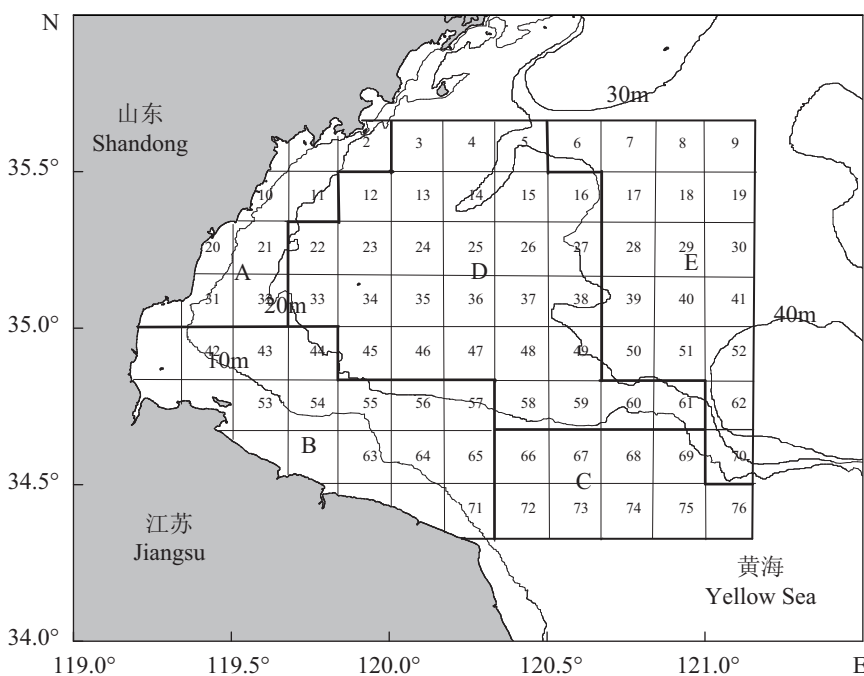 N
30m
山东
Shandong
2 3 4 5 6 7 8 9
35.5°
10 11 12 13 14 15 16 17 18 19
20 21 22 23 24 25 26 27 28 29 30
A D E
31 32 33 34 35 36 37 38 39 40 41
20m
40m
35.0°
42 43 44 45 46 47 48 49 50 51 52
10m
53 54 55 56 57 58 59 60 61 62
B
63 64 65 66 67 68 69 70
C
34.5°
71 72 73 74 75 76
江苏
Jiangsu
黄海
Yellow Sea
34.0°
119.0° 119.5° 120.0° 120.5° 121.0° E